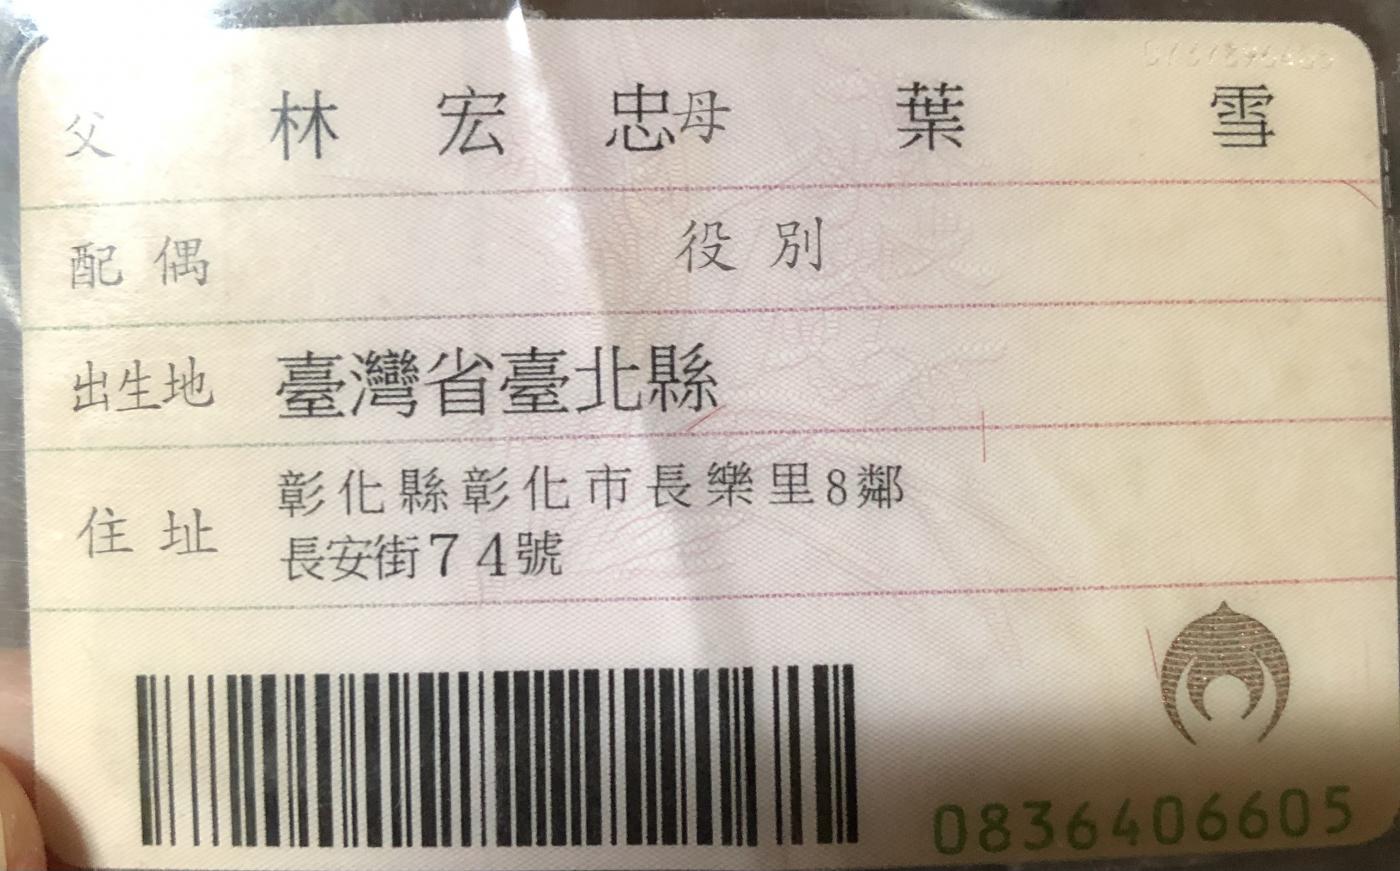 父 林宏忠 母 葉雪
配偶 役別
出生地 臺灣省臺北縣
住址 彰化縣彰化市長樂里8鄰
長安街74號
0836406605